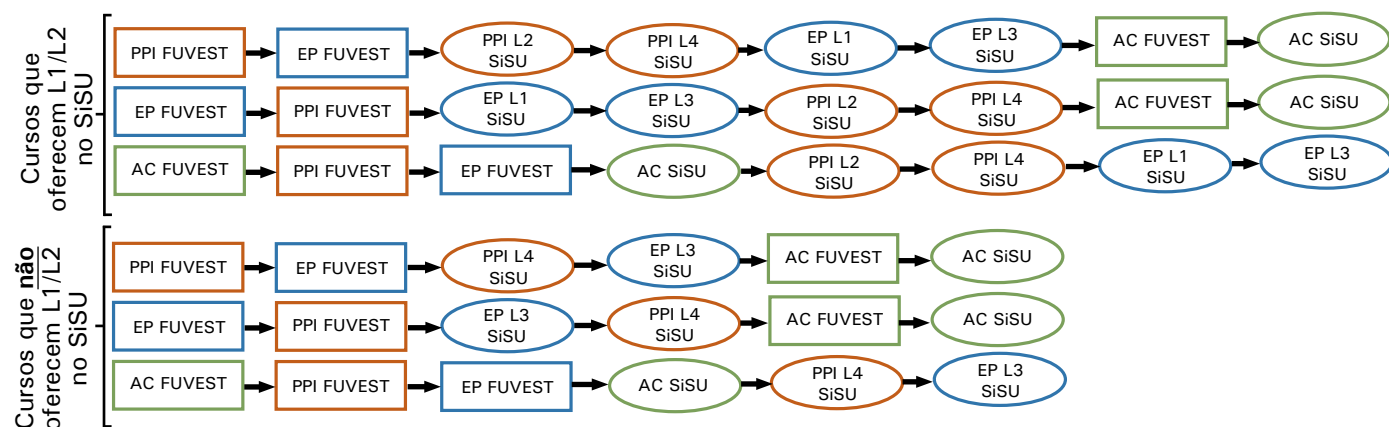 Cursos que
oferecem L1/L2
no SiSU
PPI FUVEST
EP FUVEST
PPI L2
SiSU
PPI L4
SiSU
EP L1
SiSU
EP L3
SiSU
AC FUVEST
AC SiSU
EP FUVEST
PPI FUVEST
EP L1
SiSU
EP L3
SiSU
PPI L2
SiSU
PPI L4
SiSU
AC FUVEST
AC SiSU
AC FUVEST
PPI FUVEST
EP FUVEST
AC SiSU
PPI L2
SiSU
PPI L4
SiSU
EP L1
SiSU
EP L3
SiSU
Cursos que não
oferecem L1/L2
no SiSU
PPI FUVEST
EP FUVEST
PPI L4
SiSU
EP L3
SiSU
AC FUVEST
AC SiSU
EP FUVEST
PPI FUVEST
EP L3
SiSU
PPI L4
SiSU
AC FUVEST
AC SiSU
AC FUVEST
PPI FUVEST
EP FUVEST
AC SiSU
PPI L4
SiSU
EP L3
SiSU